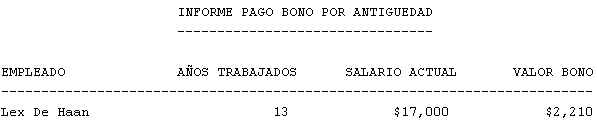 INFORME PAGO BONO POR ANTIGUEDAD
--------------------------------
EMPLEADO AÑOS TRABAJADOS SALARIO ACTUAL VALOR BONO
--------------------------------------------------------------------------
Lex De Haan 13 $17,000 $2,210